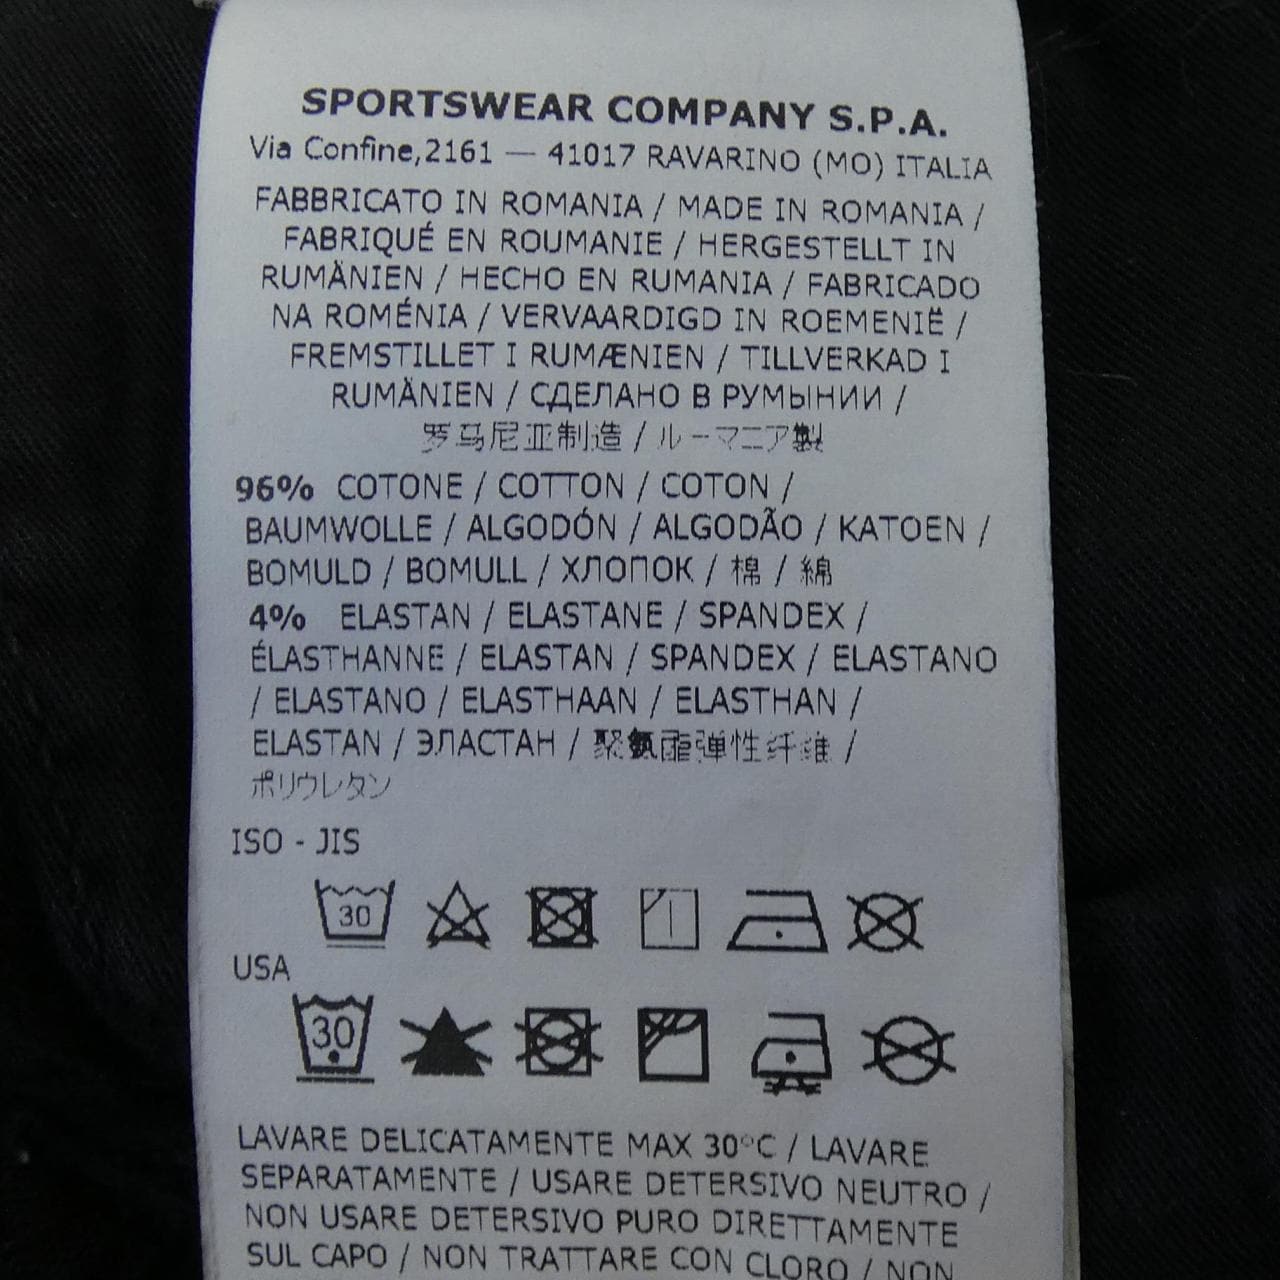 SPORTSWEAR COMPANY S.P.A.
Via Confine,2161 — 41017 RAVARINO (MO) ITALIA
FABBRICATO IN ROMANIA / MADE IN ROMANIA /
FABRIQUÉ EN ROUMANIE / HERGESTELLT IN
RUMÄNIEN / HECHO EN RUMANIA / FABRICADO
NA ROMÉNIA / VERVAARDIGD IN ROEMENIË /
FREMSTILLET I RUMÆNIEN / TILLVERKAD I
RUMÄNIEN / СДЕЛАНО В РУМЫНИИ /
罗马尼亚制造 / ルーマニア製
96% COTONE / COTTON / COTON /
BAUMWOLLE / ALGODÓN / ALGODÃO / KATOEN /
BOMULD / BOMULL / ХЛОПОК / 棉 / 綿
4% ELASTAN / ELASTANE / SPANDEX /
ÉLASTHANNE / ELASTAN / SPANDEX / ELASTANO
/ ELASTANO / ELASTHAAN / ELASTHAN /
ELASTAN / ЭЛАСТАН / 聚氨酯弹性纤维 /
ポリウレタン
ISO - JIS
30
USA
30
LAVARE DELICATAMENTE MAX 30°C / LAVARE
SEPARATAMENTE / USARE DETERSIVO NEUTRO /
NON USARE DETERSIVO PURO DIRETTAMENTE
SUL CAPO / NON TRATTARE CON CLORO / NON